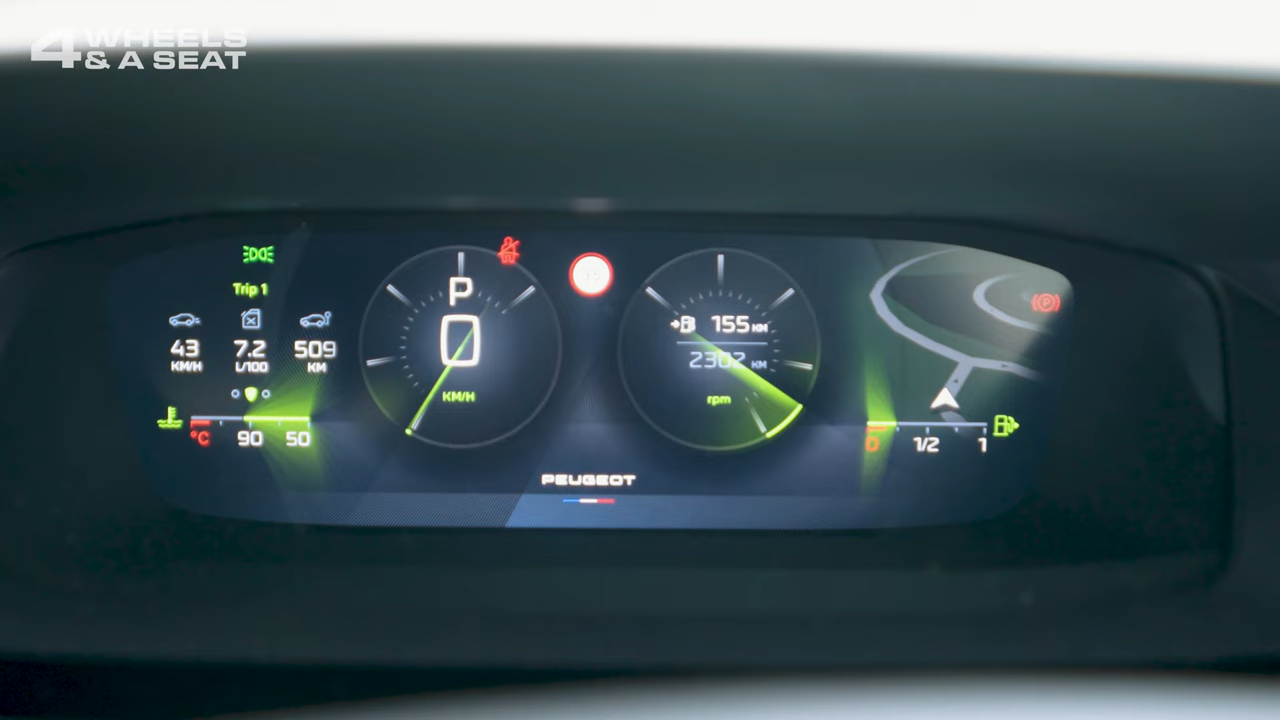 4 WHEELS
& A SEAT
Trip 1
43
KM/H
7.2
L/100
509
KM
°C
90
50
P
0
KM/H
155 KM
2302 KM
rpm
0
1/2
1
PEUGEOT